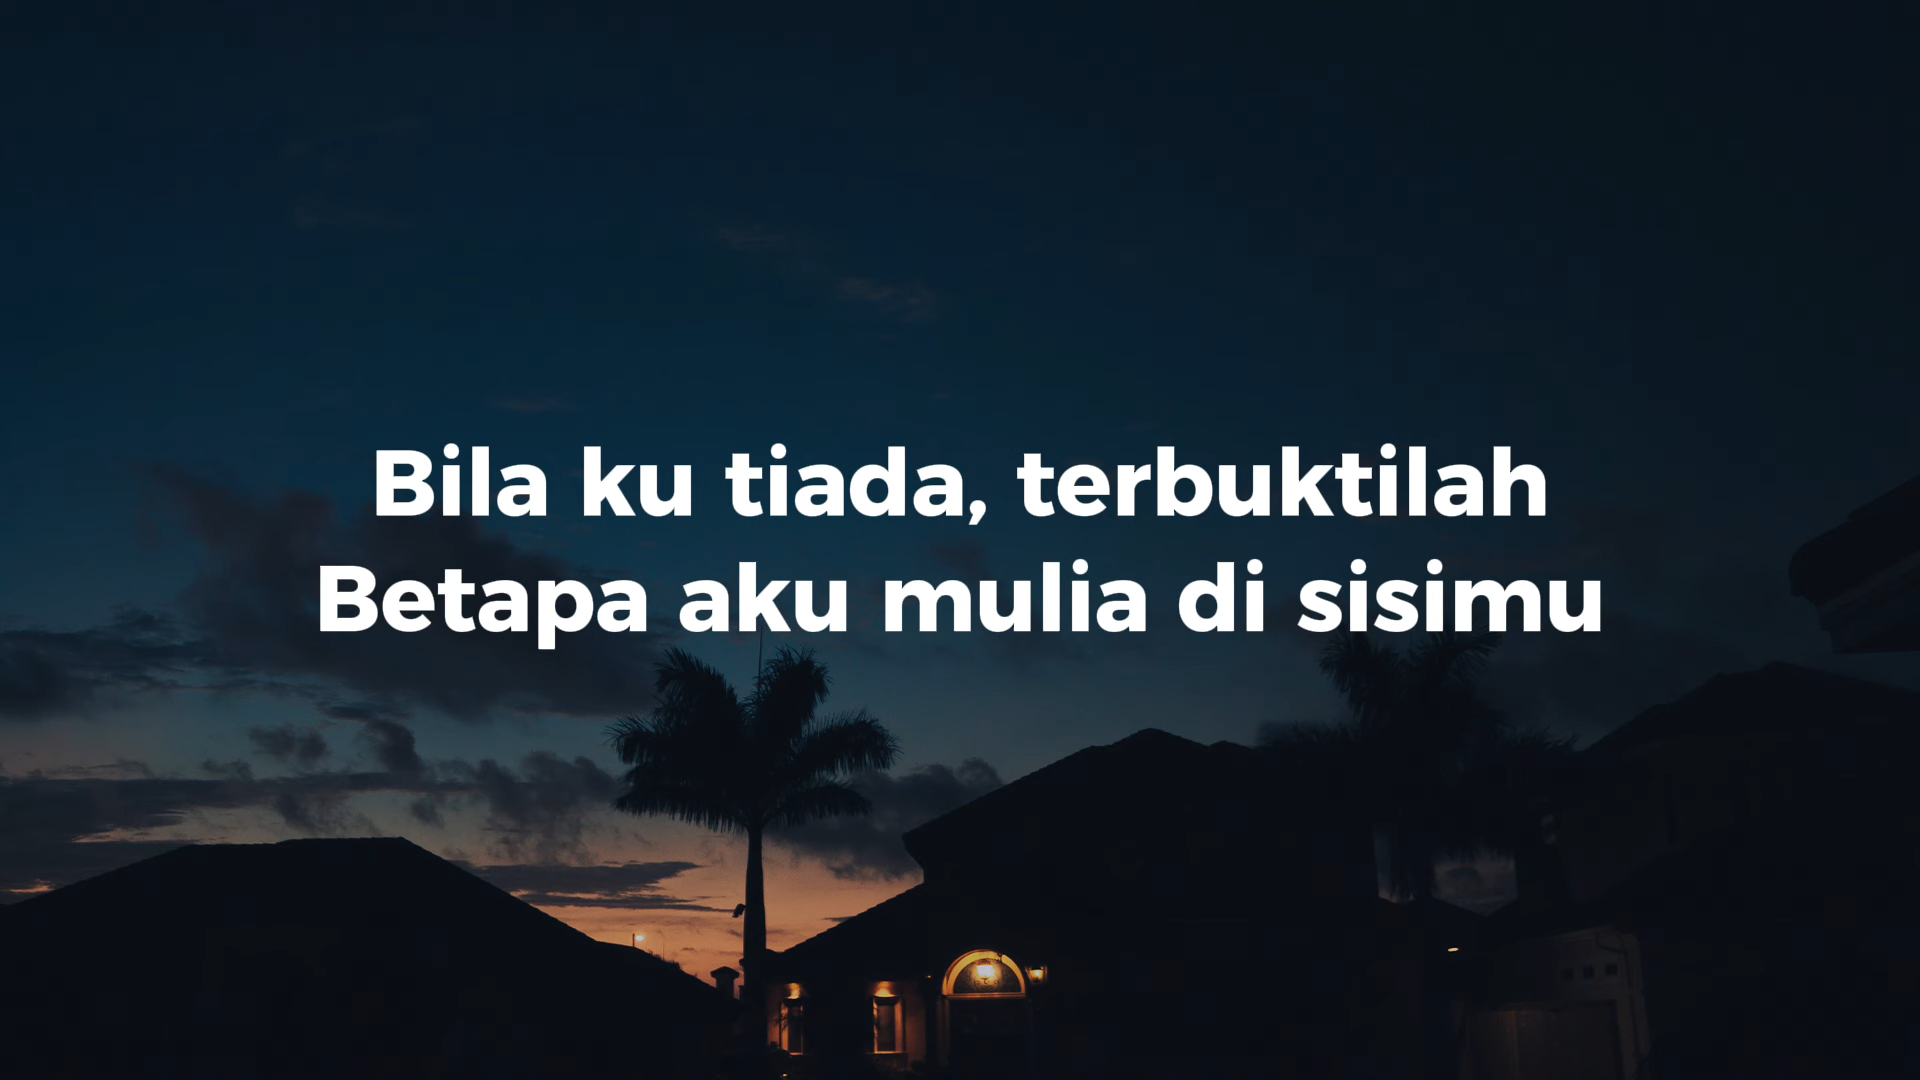 Bila ku tiada, terbuktilah
Betapa aku mulia di sisimu